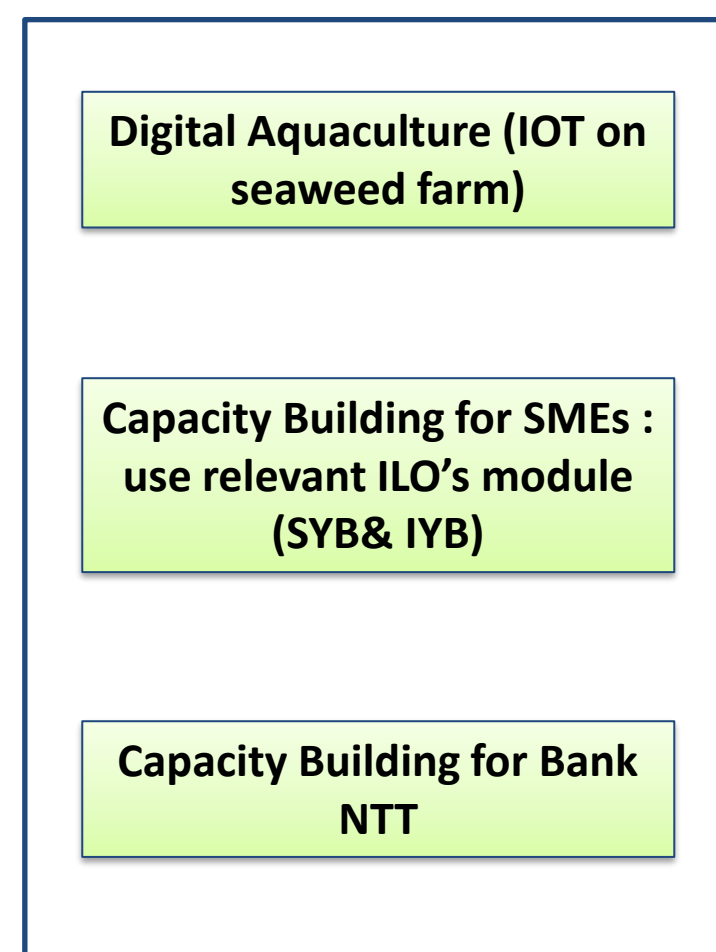 Digital Aquaculture (IOT on
seaweed farm)
Capacity Building for SMEs :
use relevant ILO’s module
(SYB& IYB)
Capacity Building for Bank
NTT